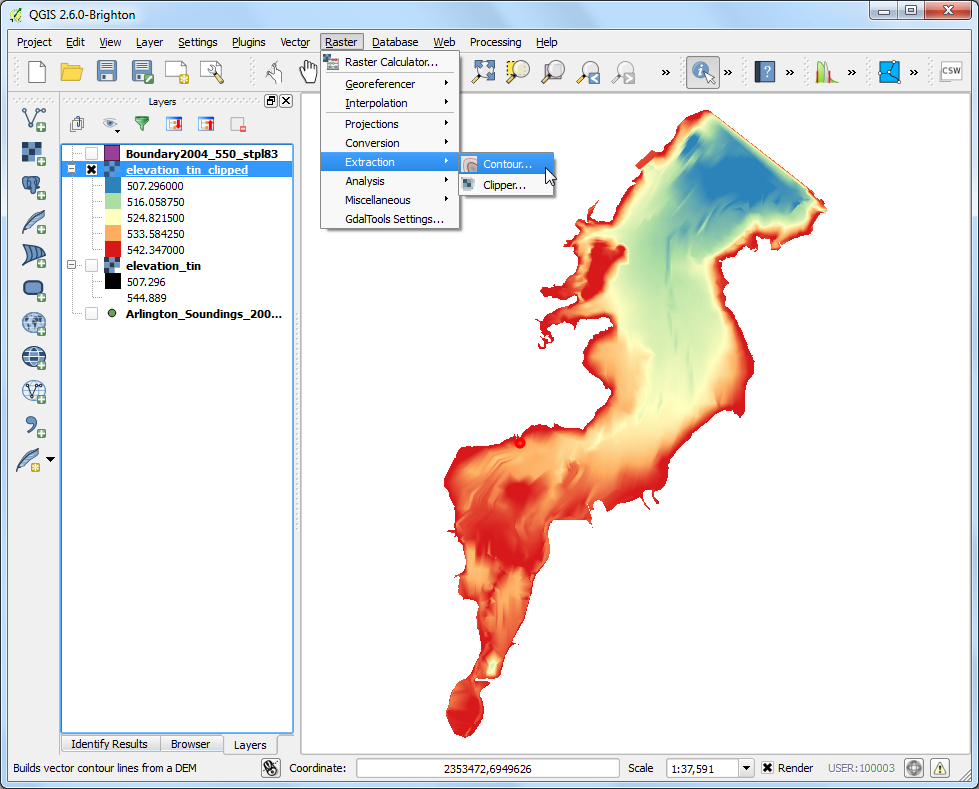 QGIS 2.6.0-Brighton
Project Edit View Layer Settings Plugins Vector Raster Database Web Processing Help
Raster Calculator...
Georeferencer
Interpolation
Projections
Conversion
Extraction
Analysis
Miscellaneous
GdalTools Settings...
Contour...
Clipper...
» » » » » CSW
Layers
Boundary2004_550_stpl83
elevation_tin_clipped
507.296000
516.058750
524.821500
533.584250
542.347000
elevation_tin
507.296
544.889
Arlington_Soundings_200...
Identify Results Browser Layers
Builds vector contour lines from a DEM Coordinate: 2353472,6949626 Scale 1:37,591 Render USER:100003